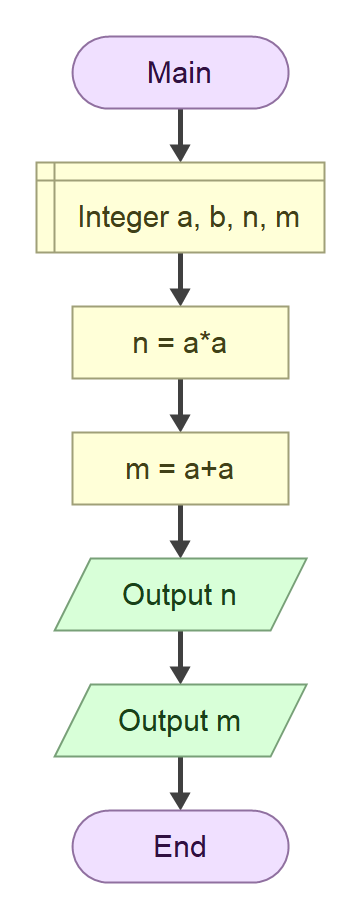 Main
Integer a, b, n, m
n = a*a
m = a+a
Output n
Output m
End